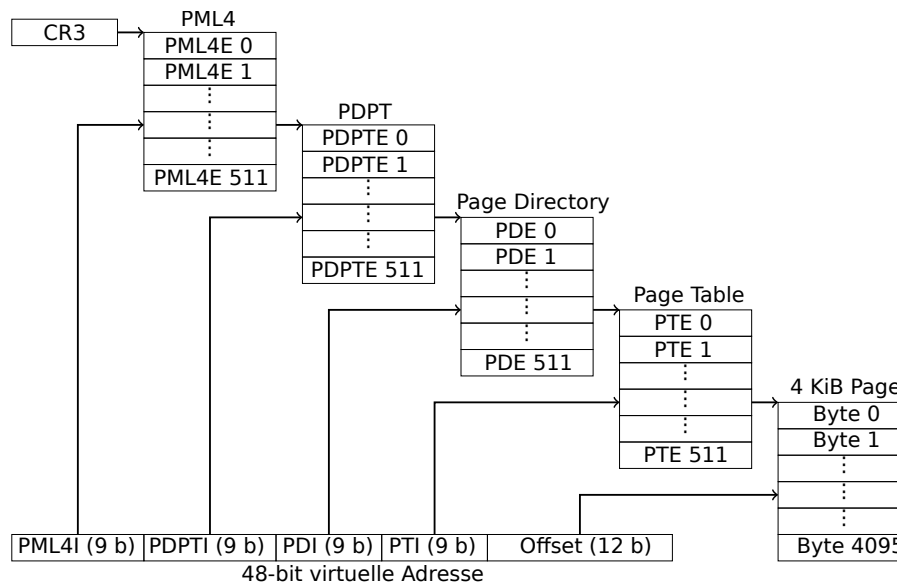 PML4
CR3
PML4E 0
PML4E 1
⋮
⋮
⋮
PML4E 511
PDPT
PDPTE 0
PDPTE 1
⋮
⋮
⋮
PDPTE 511
Page Directory
PDE 0
PDE 1
⋮
⋮
⋮
PDE 511
Page Table
PTE 0
PTE 1
⋮
⋮
⋮
PTE 511
4 KiB Page
Byte 0
Byte 1
⋮
⋮
⋮
Byte 4095
PML4I (9 b) PDPTI (9 b) PDI (9 b) PTI (9 b) Offset (12 b)
48-bit virtuelle Adresse